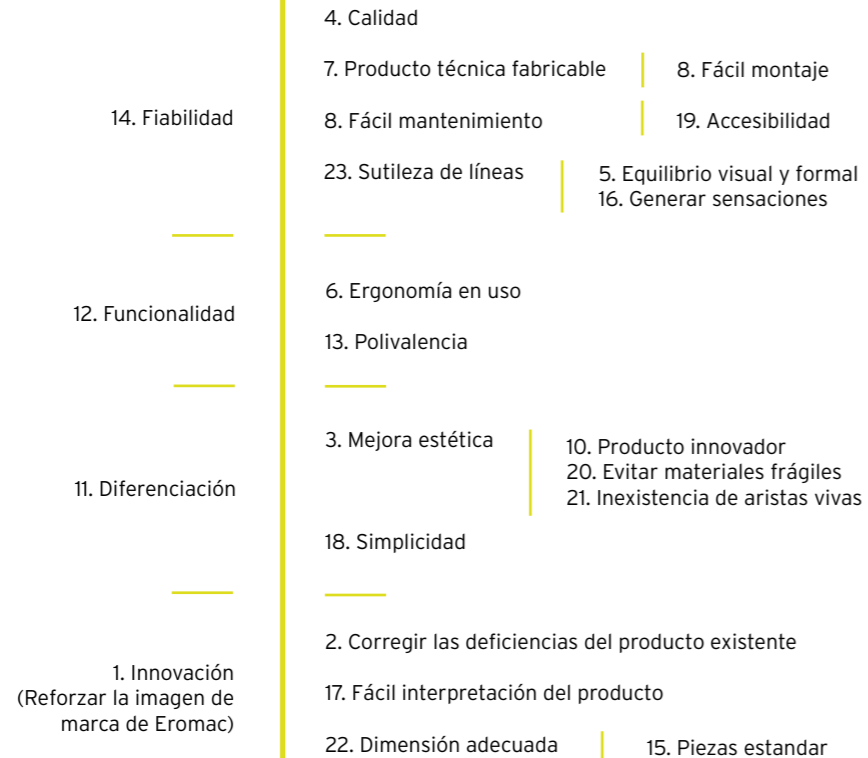 4. Calidad
7. Producto técnica fabricable
8. Fácil montaje
14. Fiabilidad
8. Fácil mantenimiento
19. Accesibilidad
23. Sutileza de líneas
5. Equilibrio visual y formal
16. Generar sensaciones
12. Funcionalidad
6. Ergonomía en uso
13. Polivalencia
11. Diferenciación
3. Mejora estética
10. Producto innovador
20. Evitar materiales frágiles
21. Inexistencia de aristas vivas
18. Simplicidad
1. Innovación
(Reforzar la imagen de
marca de Eromac)
2. Corregir las deficiencias del producto existente
17. Fácil interpretación del producto
22. Dimensión adecuada
15. Piezas estandar